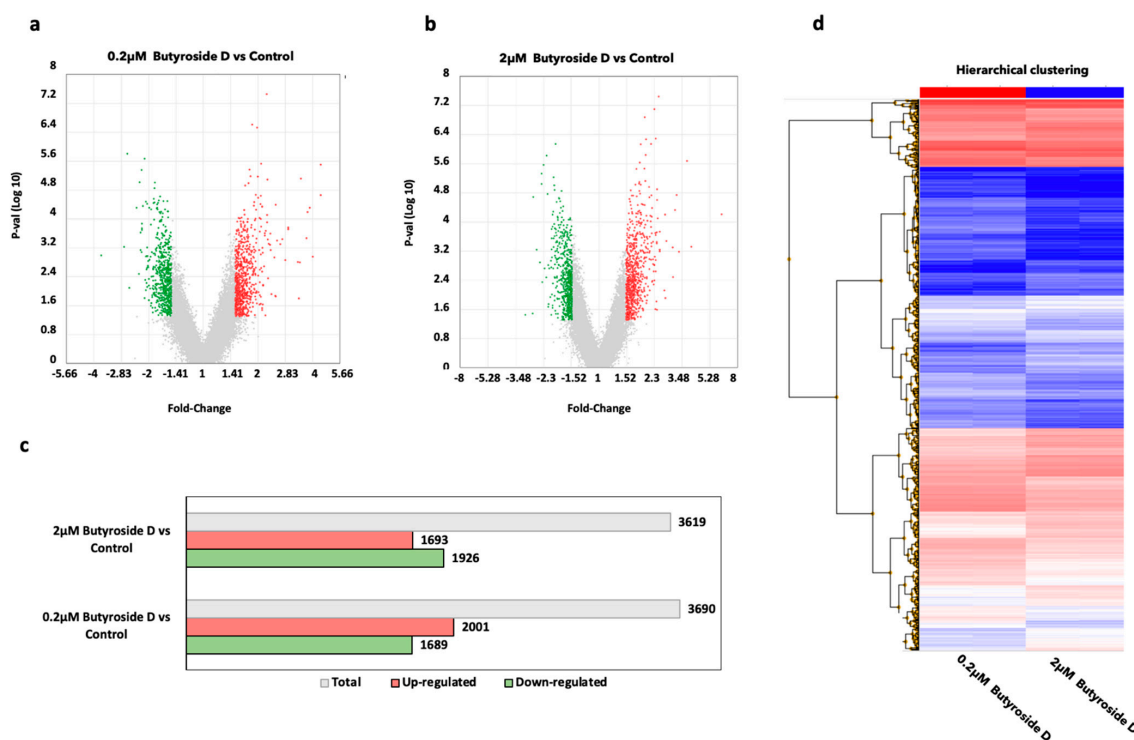 a
0.2µM Butyroside D vs Control
8
7.2
6.4
5.6
4.8
4
3.2
2.4
1.6
0.8
0
P-val (Log 10)
-5.66 -4 -2.83 -2 -1.41 1 1.41 2 2.83 4 5.66
Fold-Change
b
2µM Butyroside D vs Control
8
7.2
6.4
5.6
4.8
4
3.2
2.4
1.6
0.8
0
P-val (Log 10)
-8 -5.28 -3.48 -2.3 -1.52 1 1.52 2.3 3.48 5.28 8
Fold-Change
c
2µM Butyroside D vs
Control
3619
1693
1926
0.2µM Butyroside D vs
Control
3690
2001
1689
Total Up-regulated Down-regulated
d
Hierarchical clustering
0.2µM Butyroside D
2µM Butyroside D